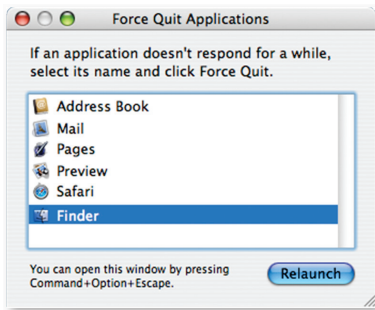 Force Quit Applications
If an application doesn't respond for a while,
select its name and click Force Quit.
Address Book
Mail
Pages
Preview
Safari
Finder
You can open this window by pressing
Command+Option+Escape.
Relaunch